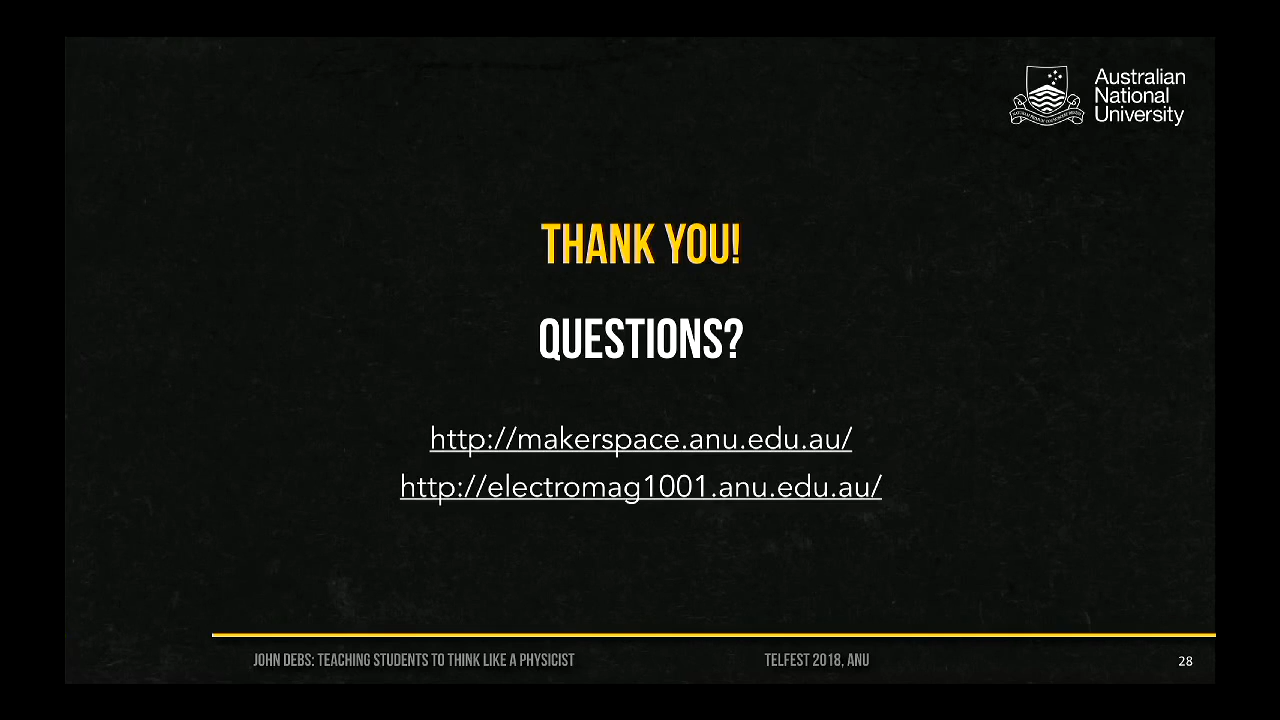 Australian
National
University
THANK YOU!
QUESTIONS?
http://makerspace.anu.edu.au/
http://electromag1001.anu.edu.au/
JOHN DEBS: TEACHING STUDENTS TO THINK LIKE A PHYSICIST
TELFEST 2018, ANU
28